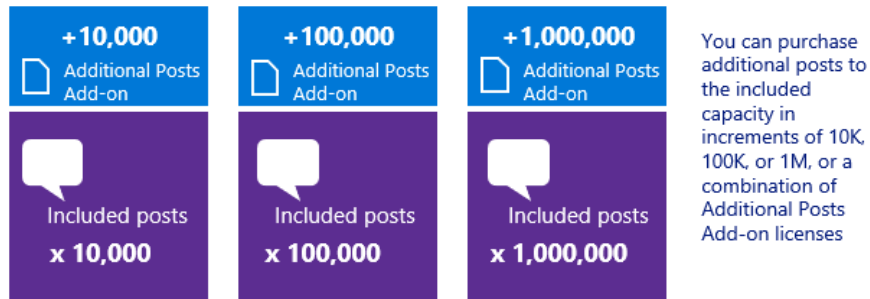 +10,000
Additional Posts
Add-on
Included posts
x 10,000
+100,000
Additional Posts
Add-on
Included posts
x 100,000
+1,000,000
Additional Posts
Add-on
Included posts
x 1,000,000
You can purchase
additional posts to
the included
capacity in
increments of 10K,
100K, or 1M, or a
combination of
Additional Posts
Add-on licenses